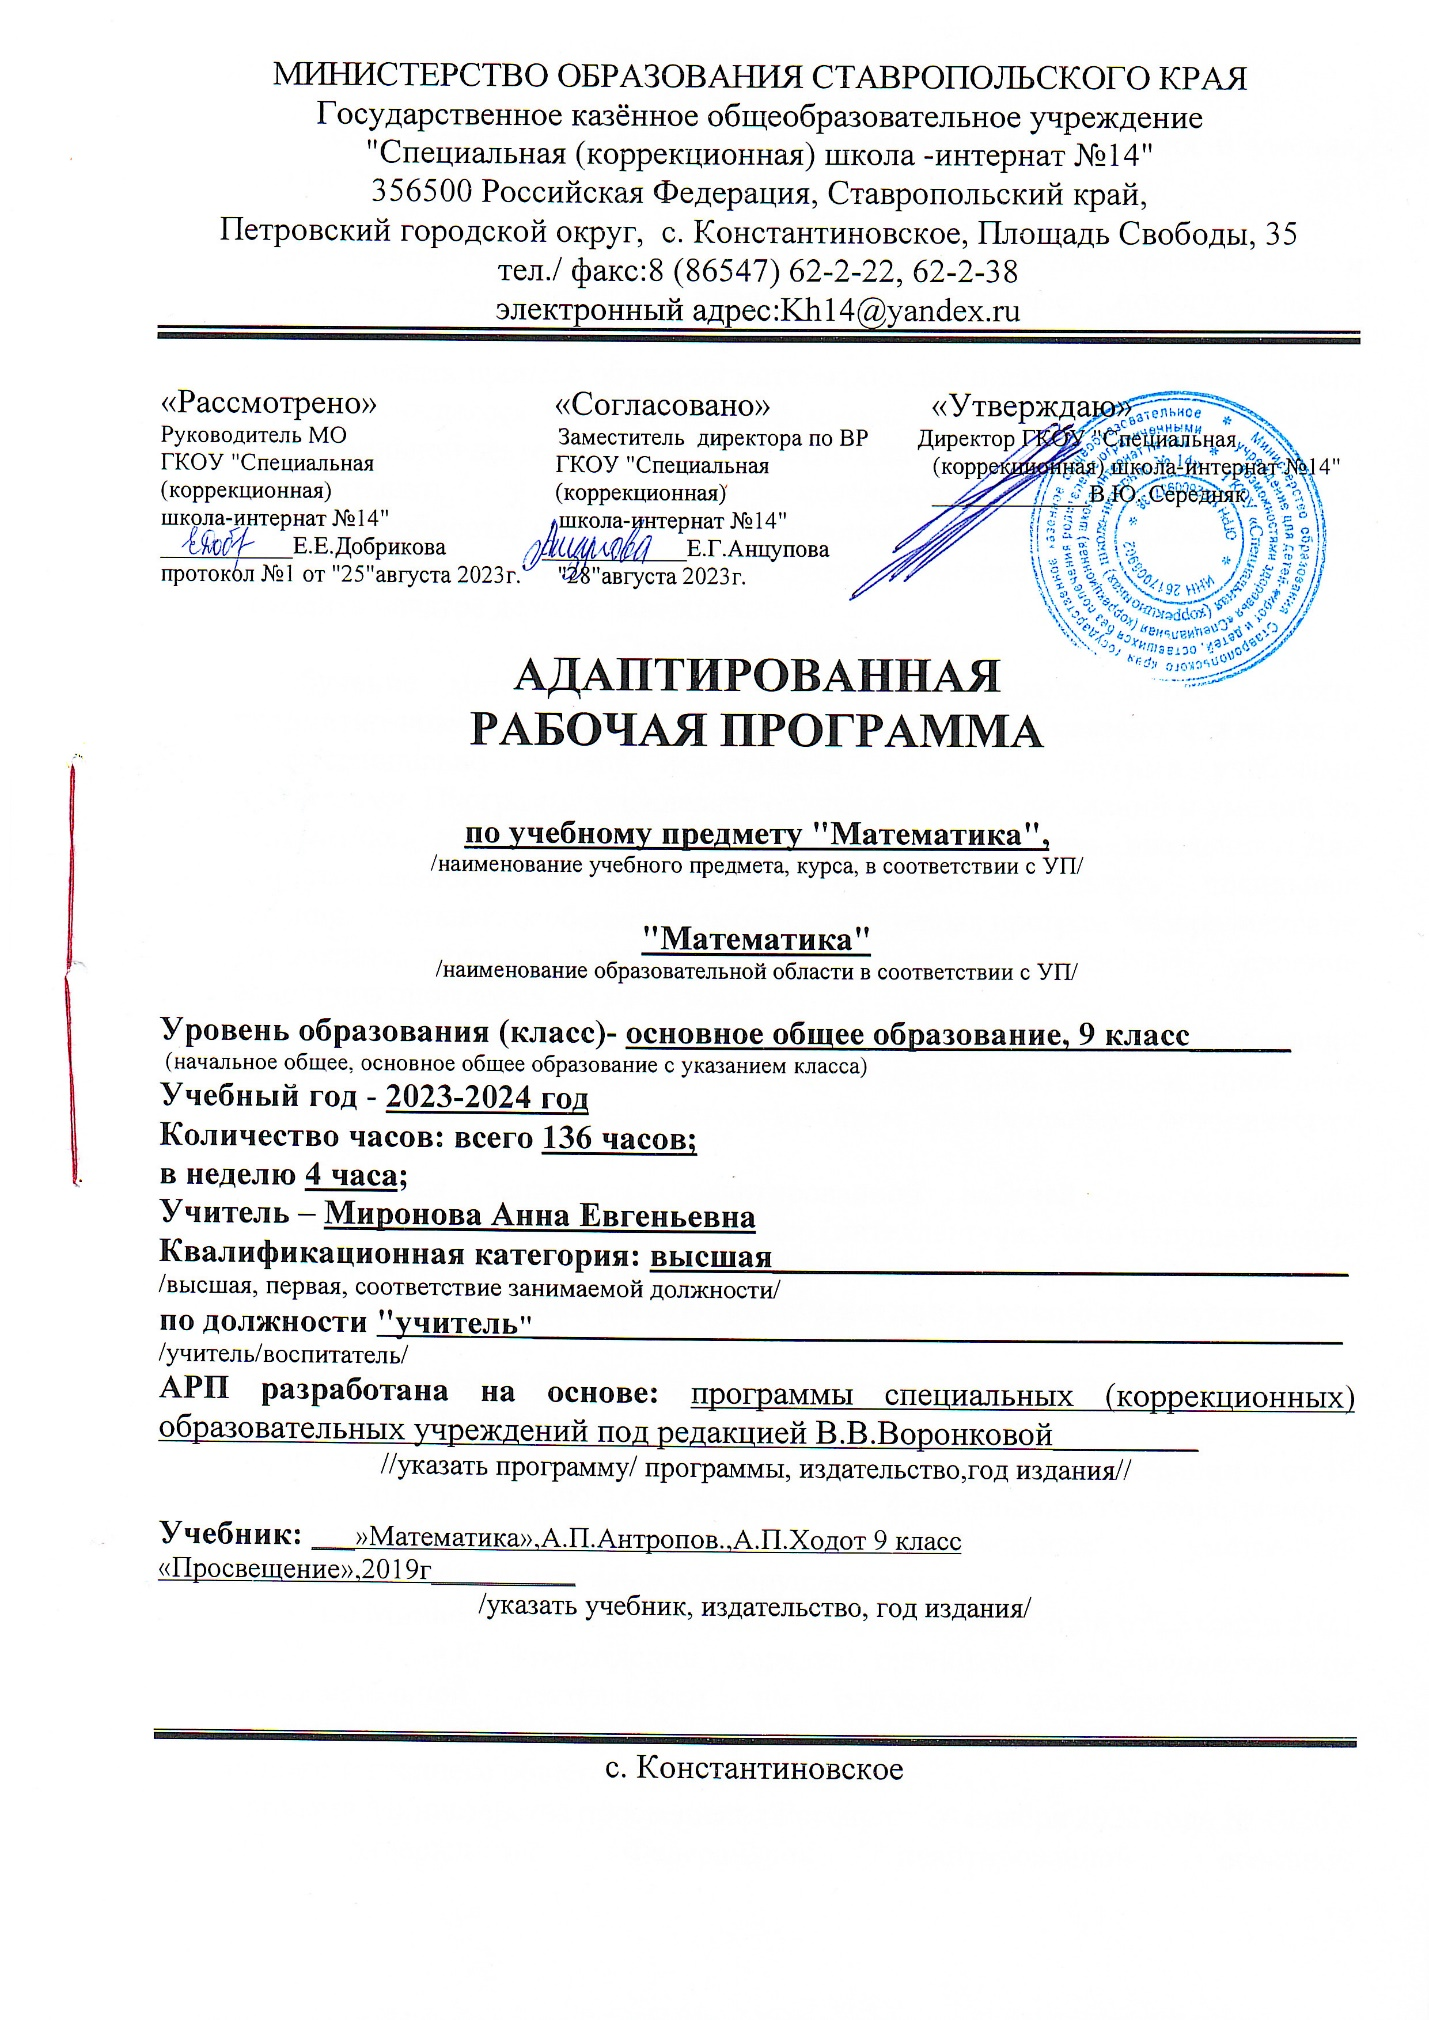 МИНИСТЕРСТВО ОБРАЗОВАНИЯ СТАВРОПОЛЬСКОГО КРАЯ
Государственное казённое общеобразовательное учреждение
"Специальная (коррекционная) школа -интернат №14"
356500 Российская Федерация, Ставропольский край,
Петровский городской округ, с. Константиновское, Площадь Свободы, 35
тел./ факс:8 (86547) 62-2-22, 62-2-38
электронный адрес:Kh14@yandex.ru
«Рассмотрено»
Руководитель МО
ГКОУ "Специальная
(коррекционная)
школа-интернат №14"
___________Е.Е.Добрикова
протокол №1 от "25"августа 2023г.
«Согласовано»
Заместитель директора по ВР
ГКОУ "Специальная
(коррекционная)
школа-интернат №14"
____________Е.Г.Анцупова
"28"августа 2023г.
«Утверждаю»
Директор ГКОУ "Специальная
(коррекционная) школа-интернат №14"
_____________В.Ю. Середняк
АДАПТИРОВАННАЯ
РАБОЧАЯ ПРОГРАММА
по учебному предмету "Математика",
/наименование учебного предмета, курса, в соответствии с УП/
"Математика"
/наименование образовательной области в соответствии с УП/
Уровень образования (класс)- основное общее образование, 9 класс______
(начальное общее, основное общее образование с указанием класса)
Учебный год - 2023-2024 год
Количество часов: всего 136 часов;
в неделю 4 часа;
Учитель – Миронова Анна Евгеньевна
Квалификационная категория: высшая
/высшая, первая, соответствие занимаемой должности/
по должности "учитель"
/учитель/воспитатель/
АРП разработана на основе: программы специальных (коррекционных)
образовательных учреждений под редакцией В.В.Воронковой_________
//указать программу/ программы, издательство,год издания//
Учебник: ___»Математика»,А.П.Антропов.,А.П.Ходот 9 класс
«Просвещение»,2019г__________
/указать учебник, издательство, год издания/
с. Константиновское